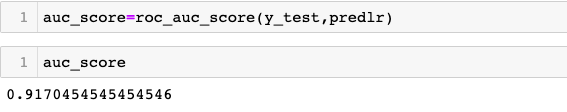 1 auc_score=roc_auc_score(y_test,predlr)
1 auc_score
0.9170454545454546